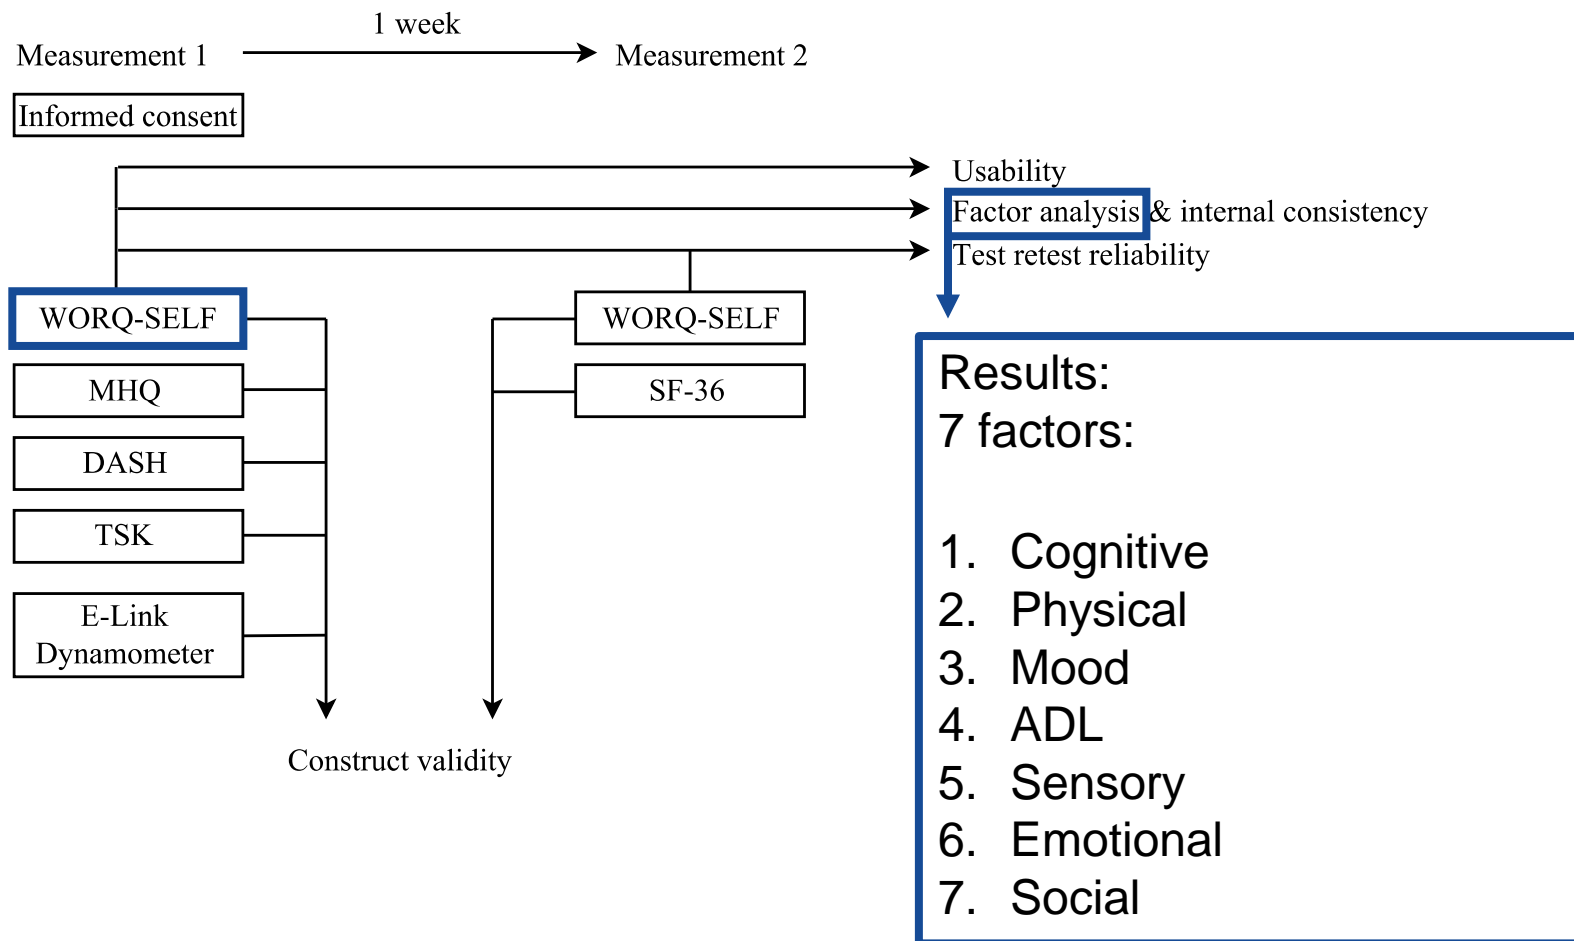 1 week
Measurement 1
Measurement 2
Informed consent
Usability
Factor analysis & internal consistency
Test retest reliability
WORQ-SELF
WORQ-SELF
MHQ
SF-36
DASH
TSK
E-Link
Dynamometer
Construct validity
Results:
7 factors:
1. Cognitive
2. Physical
3. Mood
4. ADL
5. Sensory
6. Emotional
7. Social